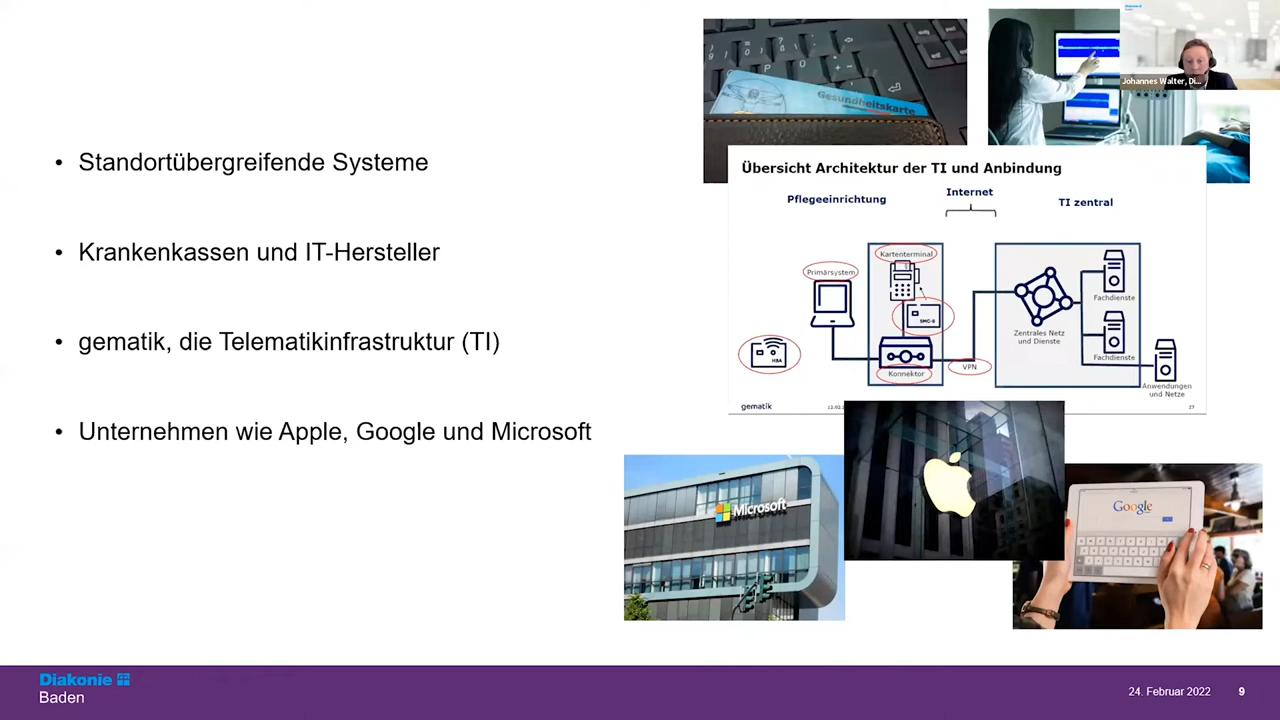 • Standortübergreifende Systeme
• Krankenkassen und IT-Hersteller
• gematik, die Telematikinfrastruktur (TI)
• Unternehmen wie Apple, Google und Microsoft
Gesundheitskarte
Johannes Walter, Di...
Übersicht Architektur der TI und Anbindung
Pflegeeinrichtung
Internet
TI zentral
Primärsystem
Kartenterminal
SMC-B
HBA
Konnektor
VPN
Zentrales Netz
und Dienste
Fachdienste
Fachdienste
Anwendungen
und Netze
gematik
27
Microsoft
Google
Diakonie
Baden
24. Februar 2022
9